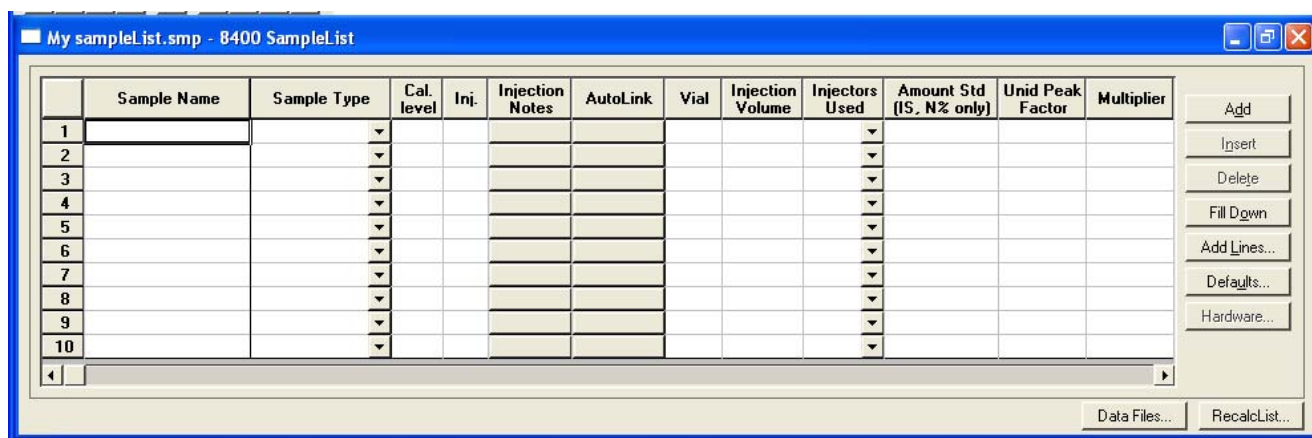 My sampleList.smp - 8400 SampleList
Sample Name Sample Type Cal. level Inj. Injection Notes AutoLink Vial Injection Volume Injectors Used Amount Std (IS, N% only) Unid Peak Factor Multiplier
1
2
3
4
5
6
7
8
9
10
Add
Insert
Delete
Fill Down
Add Lines...
Defaults...
Hardware...
Data Files... RecalcList...